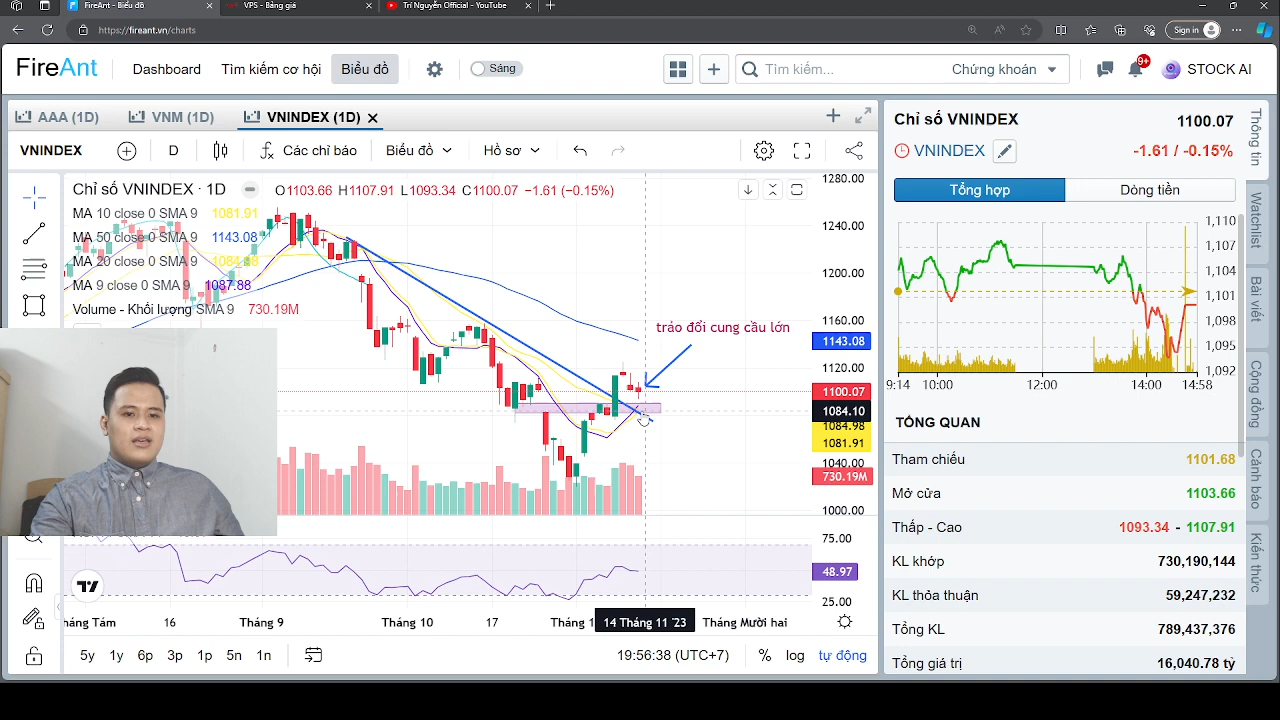 FireAnt - Biểu đồ
VPS - Bảng giá
Trí Nguyễn Official - YouTube
https://fireant.vn/charts
Sign in
FireAnt
Dashboard
Tìm kiếm cơ hội
Biểu đồ
Sáng
Tìm kiếm...
Chứng khoán
9+
STOCK AI
AAA (1D)
VNM (1D)
VNINDEX (1D)
VNINDEX
D
Các chỉ báo
Biểu đồ
Hồ sơ
Chỉ số VNINDEX · 1D
O1103.66 H1107.91 L1093.34 C1100.07 −1.61 (−0.15%)
MA 10 close 0 SMA 9 1081.91
MA 50 close 0 SMA 9 1143.08
MA 20 close 0 SMA 9
MA 9 close 0 SMA 9 1087.88
Volume - Khối lượng SMA 9 730.19M
tráo đổi cung cầu lớn
1280.00
1240.00
1200.00
1160.00
1143.08
1120.00
1100.07
1084.10
1084.98
1081.91
1040.00
730.19M
1000.00
75.00
48.97
25.00
16
Tháng 9
Tháng 10
17
14 Tháng 11 '23
Tháng Mười hai
5y 1y 6p 3p 1p 5n 1n
19:56:38 (UTC+7)
% log tự động
Chỉ số VNINDEX
1100.07
VNINDEX
-1.61 / -0.15%
Tổng hợp
Dòng tiền
1,110
1,107
1,104
1,101
1,098
1,095
1,092
9:14 10:00 12:00 14:00 14:58
TỔNG QUAN
Tham chiếu 1101.68
Mở cửa 1103.66
Thấp - Cao 1093.34 - 1107.91
KL khớp 730,190,144
KL thỏa thuận 59,247,232
Tổng KL 789,437,376
Tổng giá trị 16,040.78 tỷ
Thông tin
Watchlist
Bài viết
Cộng đồng
Cảnh báo
Kiến thức